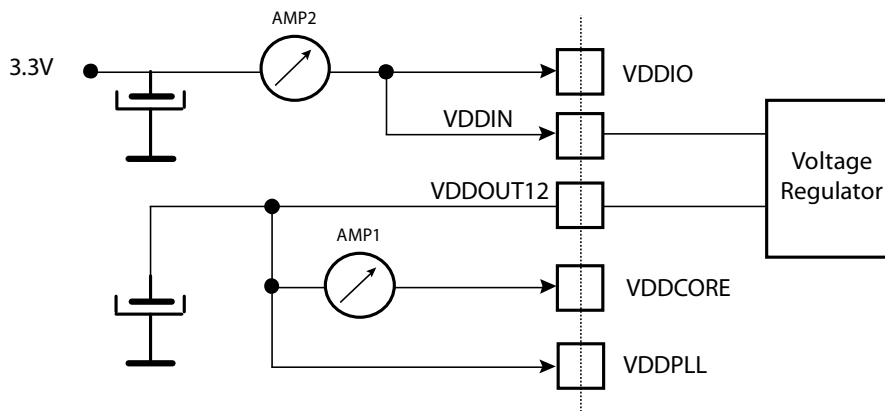 AMP2
3.3V
VDDIO
VDDIN
Voltage
Regulator
VDDOUT12
AMP1
VDDCORE
VDDPLL